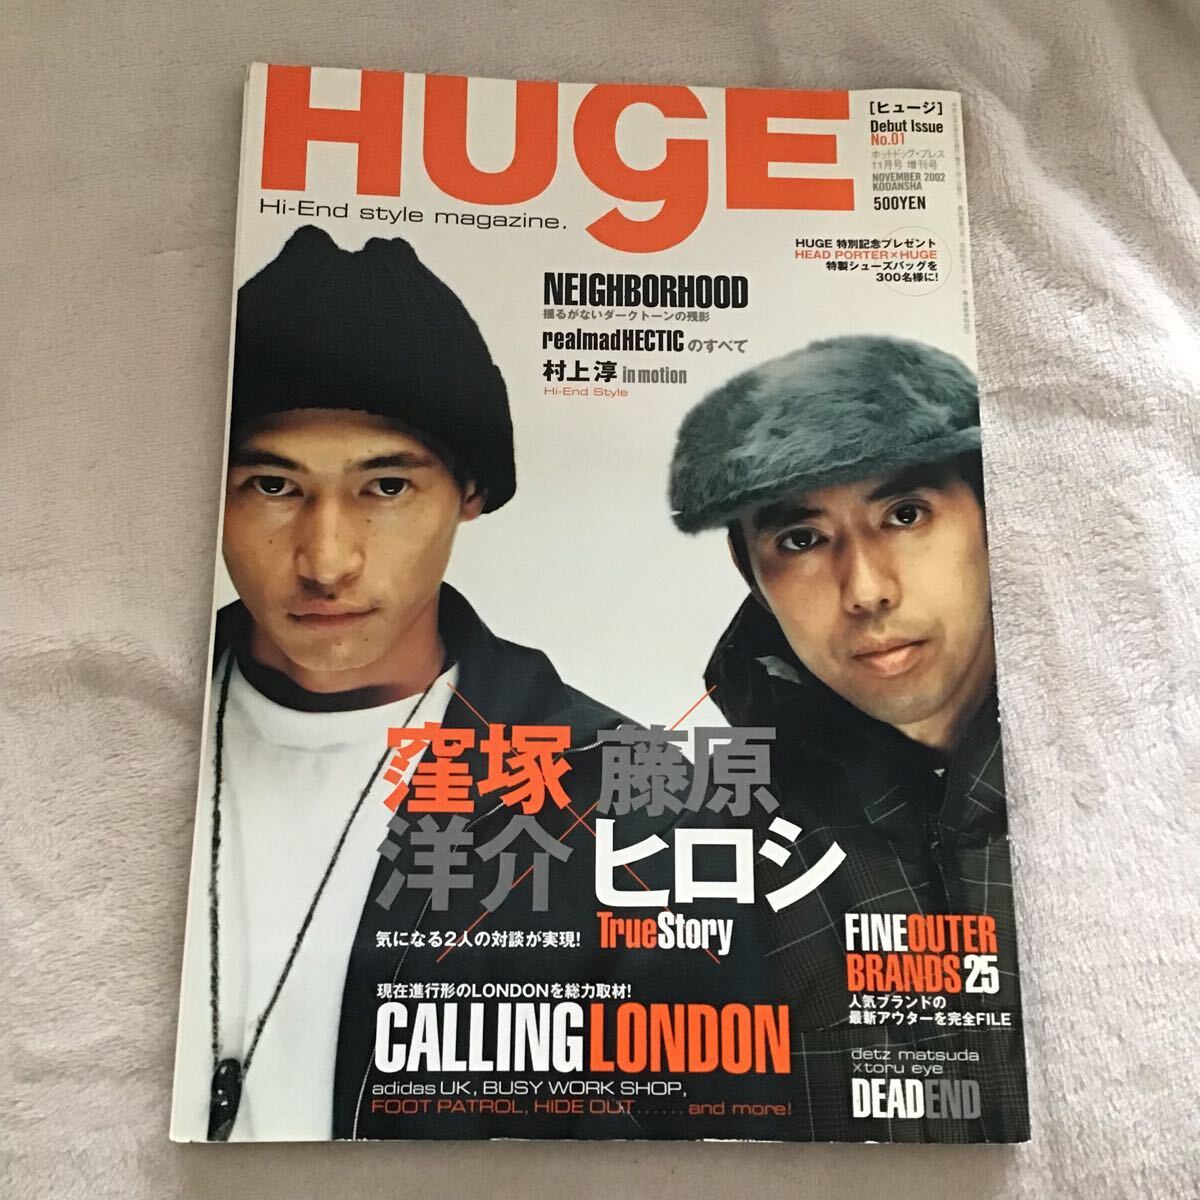 HUgE
Hi-End style magazine.
[ヒュージ]
Debut Issue
No.01
ホットドッグ・プレス
11月号 増刊号
NOVEMBER 2002
KODANSHA
500YEN
HUGE 特別記念プレゼント
HEAD PORTER×HUGE
特製シューズバッグを
300名様に!
NEIGHBORHOOD
揺るがないダークトーンの残影
realmadHECTIC のすべて
村上淳 in motion
Hi-End Style
窪塚 藤原
洋介 ヒロシ
気になる2人の対談が実現! TrueStory
現在進行形のLONDONを総力取材!
CALLING LONDON
adidas UK, BUSY WORK SHOP,
FOOT PATROL, HIDE OUT......and more!
FINEOUTER
BRANDS25
人気ブランドの
最新アウターを完全FILE
detz matsuda
×toru eye
DEADEND